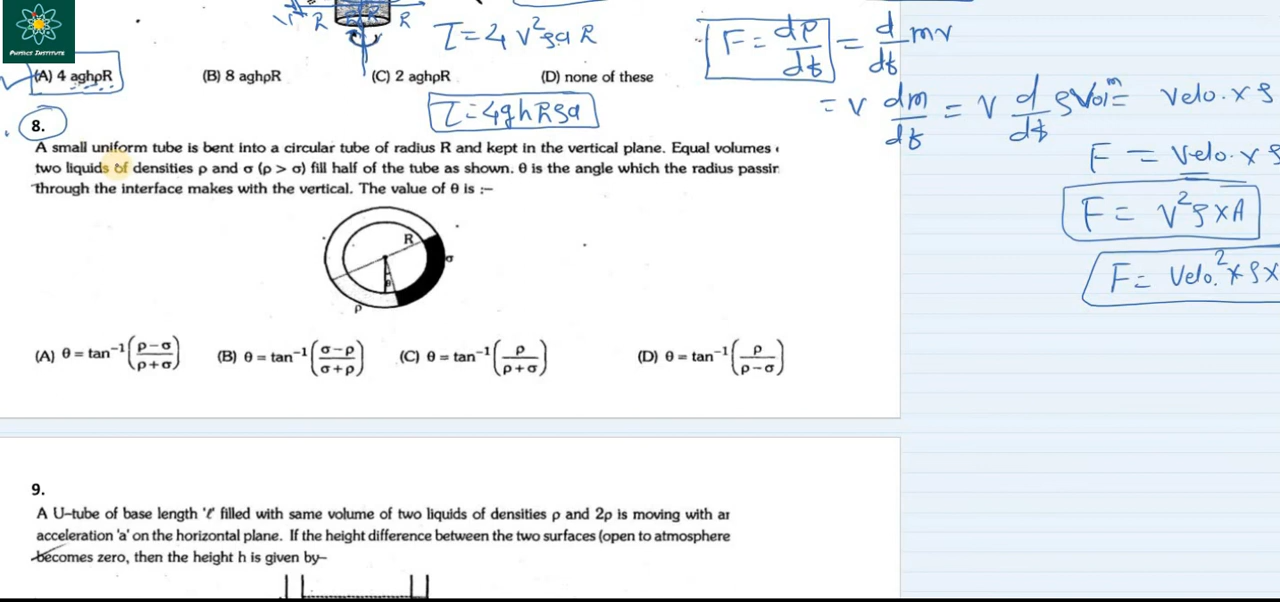 PHYSICS INSTITUTE
R R
τ = 4 v²ρa R
F = dp/dt = d/dt mv
(A) 4 aghρR (B) 8 aghρR (C) 2 aghρR (D) none of these
τ = 4ghRρa
= v dm/dt = v d/dt ρVol^m = Velo. × ρ
8.
A small uniform tube is bent into a circular tube of radius R and kept in the vertical plane. Equal volumes
two liquids of densities ρ and σ (ρ > σ) fill half of the tube as shown. θ is the angle which the radius passin
through the interface makes with the vertical. The value of θ is :–
F = Velo. × ρ
F = v²ρ×A
F = Velo.² × ρ×
R
σ
θ
ρ
(A) θ = tan⁻¹((ρ−σ)/(ρ+σ)) (B) θ = tan⁻¹((σ−ρ)/(σ+ρ)) (C) θ = tan⁻¹(ρ/(ρ+σ)) (D) θ = tan⁻¹(ρ/(ρ−σ))
9.
A U–tube of base length 'ℓ' filled with same volume of two liquids of densities ρ and 2ρ is moving with ar
acceleration 'a' on the horizontal plane. If the height difference between the two surfaces (open to atmosphere
becomes zero, then the height h is given by–